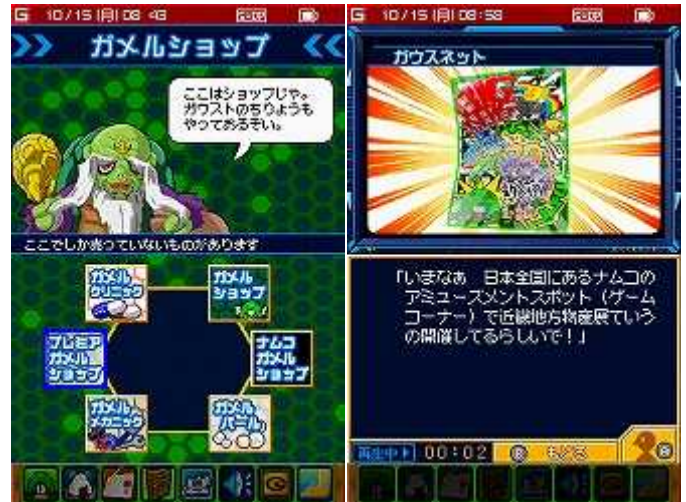 G 10/15 (月) 08:43
ガメルショップ
ここはショップじゃ。
ガウストのちりょうも
やっておるぞい。
ここでしか売っていないものがあります
ガメル
クリニック
ガメル
ショップ
プレミア
ガメル
ショップ
ナムコ
ガメル
ショップ
ガメル
メカニック
ガメル
パール
G 10/15 (月) 08:58
ガウスネット
「いまなぁ　日本全国にあるナムコの
アミューズメントスポット（ゲーム
コーナー）で近畿地方物産展ていう
の開催してるらしいで！」
再生中 00:02 B もどる